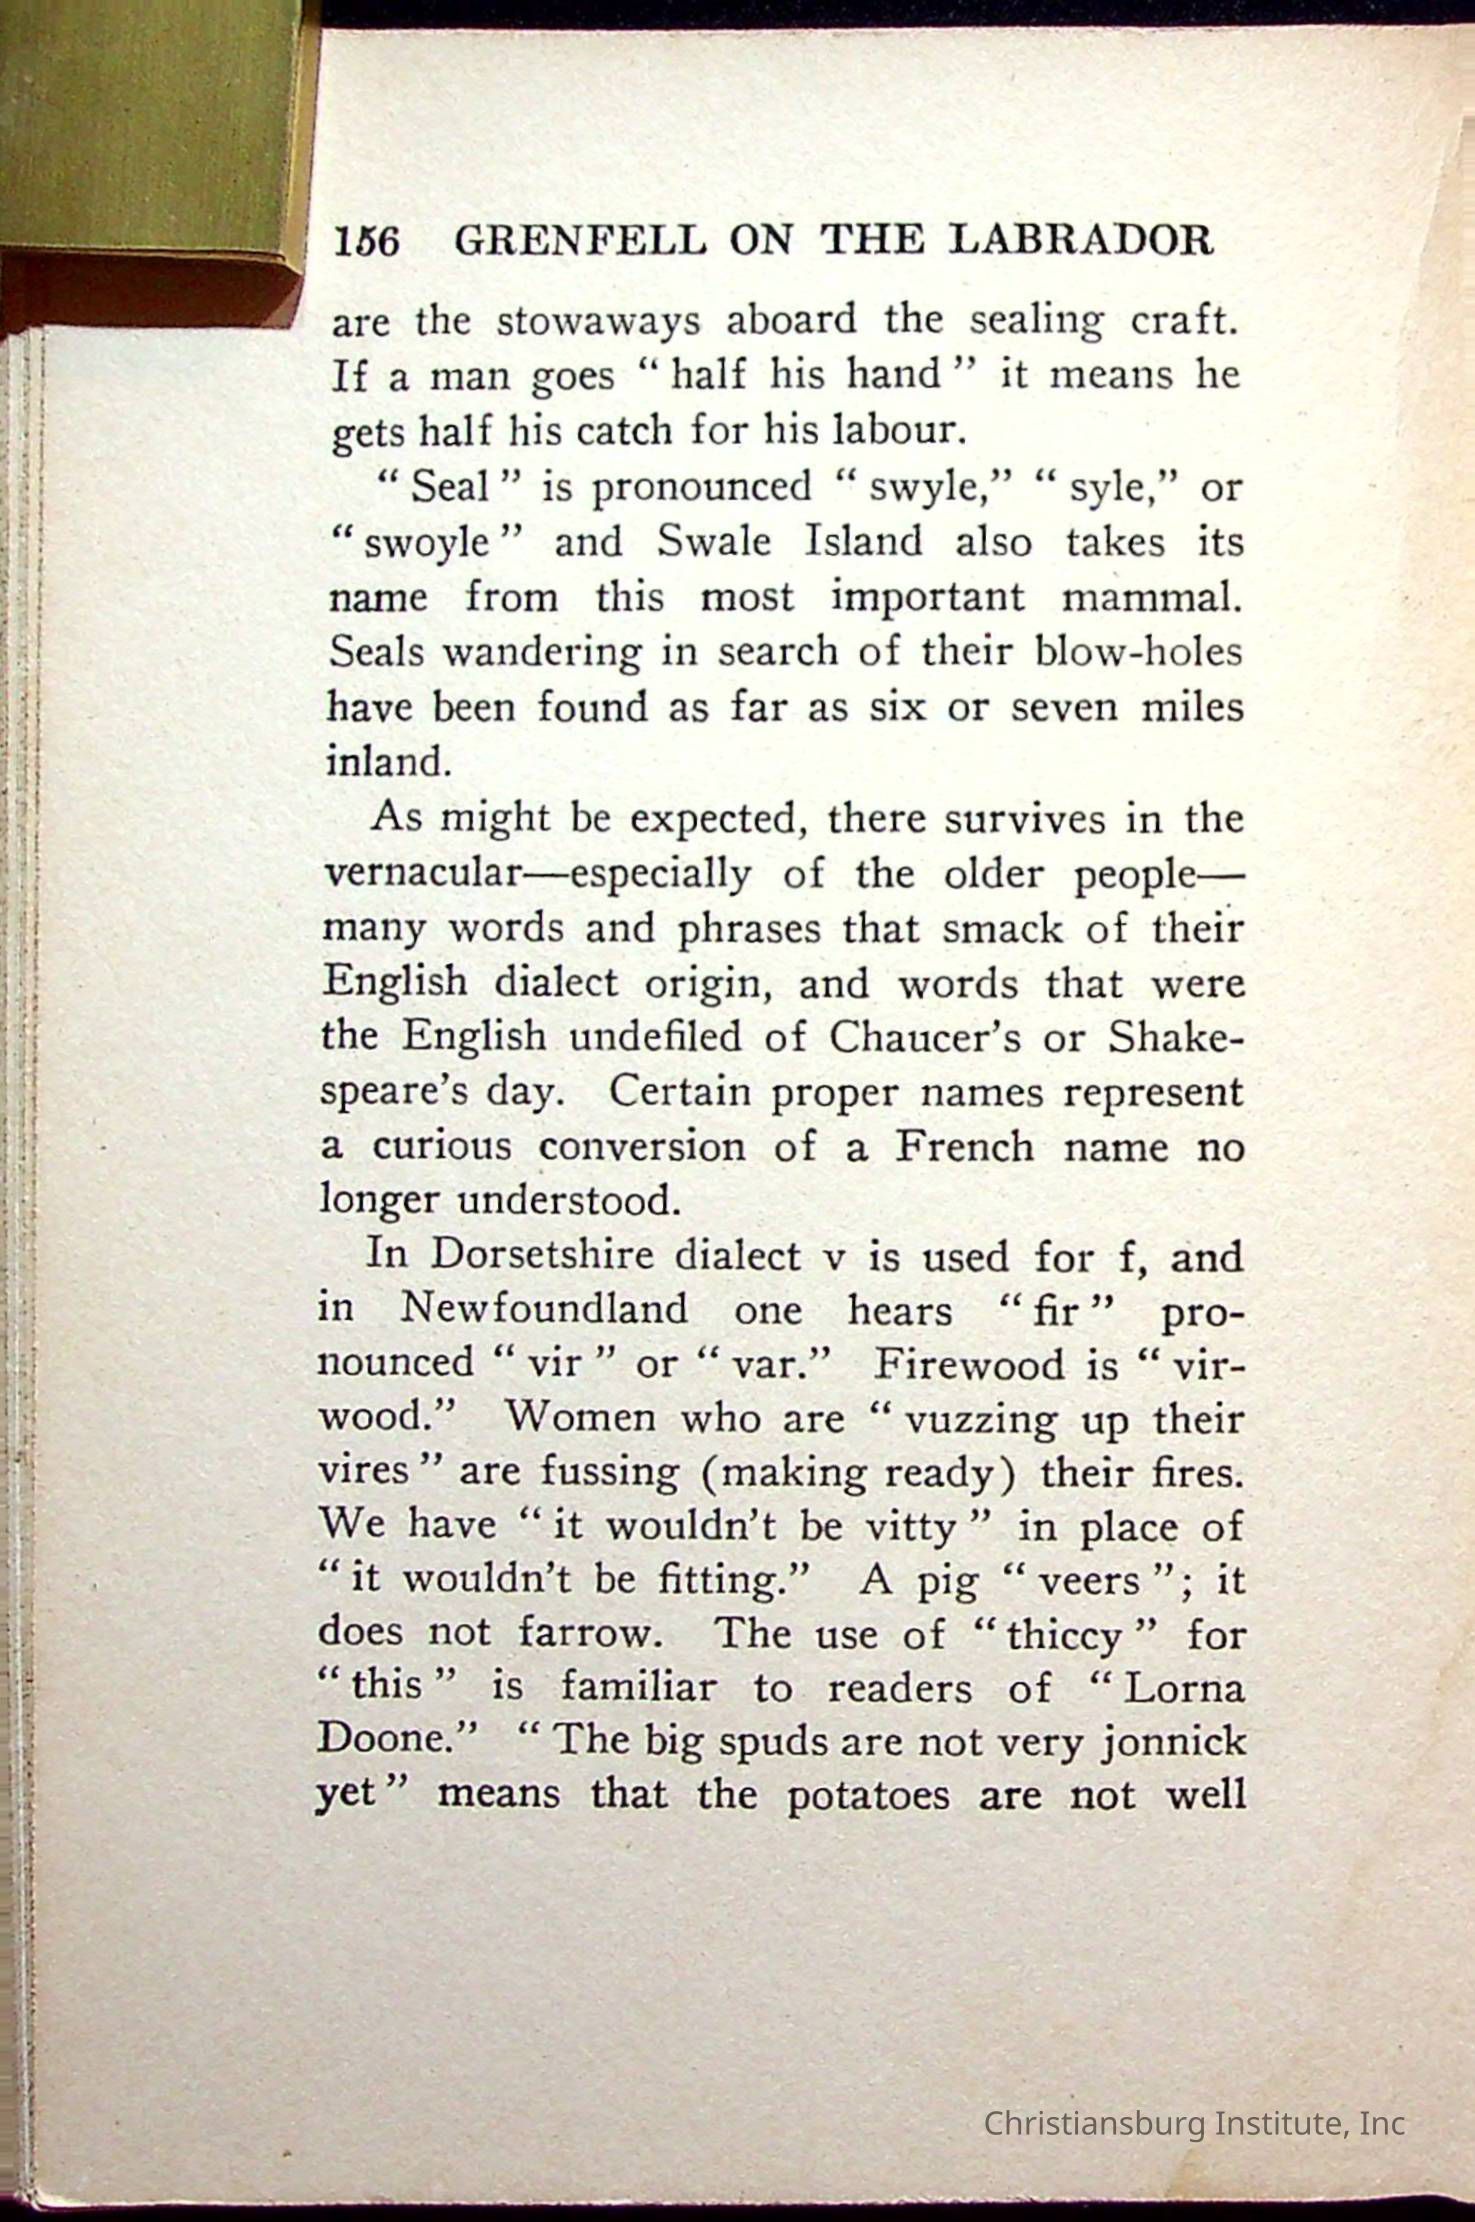 156 GRENFELL ON THE LABRADOR
are the stowaways aboard the sealing craft.
If a man goes “ half his hand ” it means he
gets half his catch for his labour.
“ Seal ” is pronounced “ swyle,” “ syle,” or
“ swoyle ” and Swale Island also takes its
name from this most important mammal.
Seals wandering in search of their blow-holes
have been found as far as six or seven miles
inland.
As might be expected, there survives in the
vernacular—especially of the older people—
many words and phrases that smack of their
English dialect origin, and words that were
the English undefiled of Chaucer’s or Shake-
speare’s day. Certain proper names represent
a curious conversion of a French name no
longer understood.
In Dorsetshire dialect v is used for f, and
in Newfoundland one hears “ fir ” pro-
nounced “ vir ” or “ var.” Firewood is “ vir-
wood.” Women who are “ vuzzing up their
vires ” are fussing (making ready) their fires.
We have “ it wouldn’t be vitty ” in place of
“ it wouldn’t be fitting.” A pig “ veers ”; it
does not farrow. The use of “ thiccy ” for
“ this ” is familiar to readers of “ Lorna
Doone.” “ The big spuds are not very jonnick
yet ” means that the potatoes are not well
Christiansburg Institute, Inc